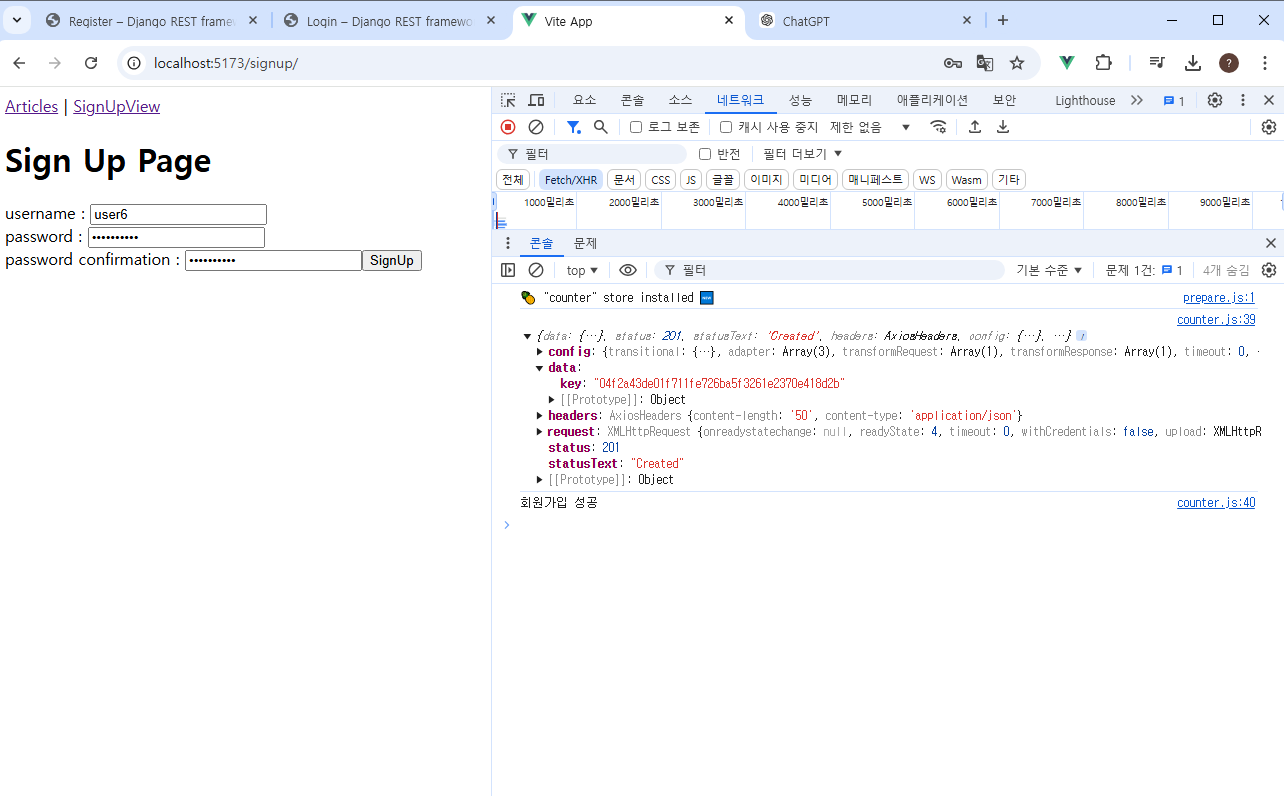 Register – Django REST framew
Login – Django REST framewo
Vite App
ChatGPT
localhost:5173/signup/
Articles | SignUpView
Sign Up Page
username : user6
password : ••••••••••
password confirmation : •••••••••• SignUp
요소 콘솔 소스 네트워크 성능 메모리 애플리케이션 보안 Lighthouse 1
로그 보존 캐시 사용 중지 제한 없음
필터 반전 필터 더보기
전체 Fetch/XHR 문서 CSS JS 글꼴 이미지 미디어 매니페스트 WS Wasm 기타
1000밀리초 2000밀리초 3000밀리초 4000밀리초 5000밀리초 6000밀리초 7000밀리초 8000밀리초 9000밀리초
콘솔 문제
top 필터 기본 수준 문제 1건: 1 4개 숨김
"counter" store installed 🆕 prepare.js:1
counter.js:39
{data: {…}, status: 201, statusText: 'Created', headers: AxiosHeaders, config: {…}, …} i
config: {transitional: {…}, adapter: Array(3), transformRequest: Array(1), transformResponse: Array(1), timeout: 0,
data:
key: "04f2a43de01f711fe726ba5f3261e2370e418d2b"
[[Prototype]]: Object
headers: AxiosHeaders {content-length: '50', content-type: 'application/json'}
request: XMLHttpRequest {onreadystatechange: null, readyState: 4, timeout: 0, withCredentials: false, upload: XMLHttpR
status: 201
statusText: "Created"
[[Prototype]]: Object
회원가입 성공 counter.js:40